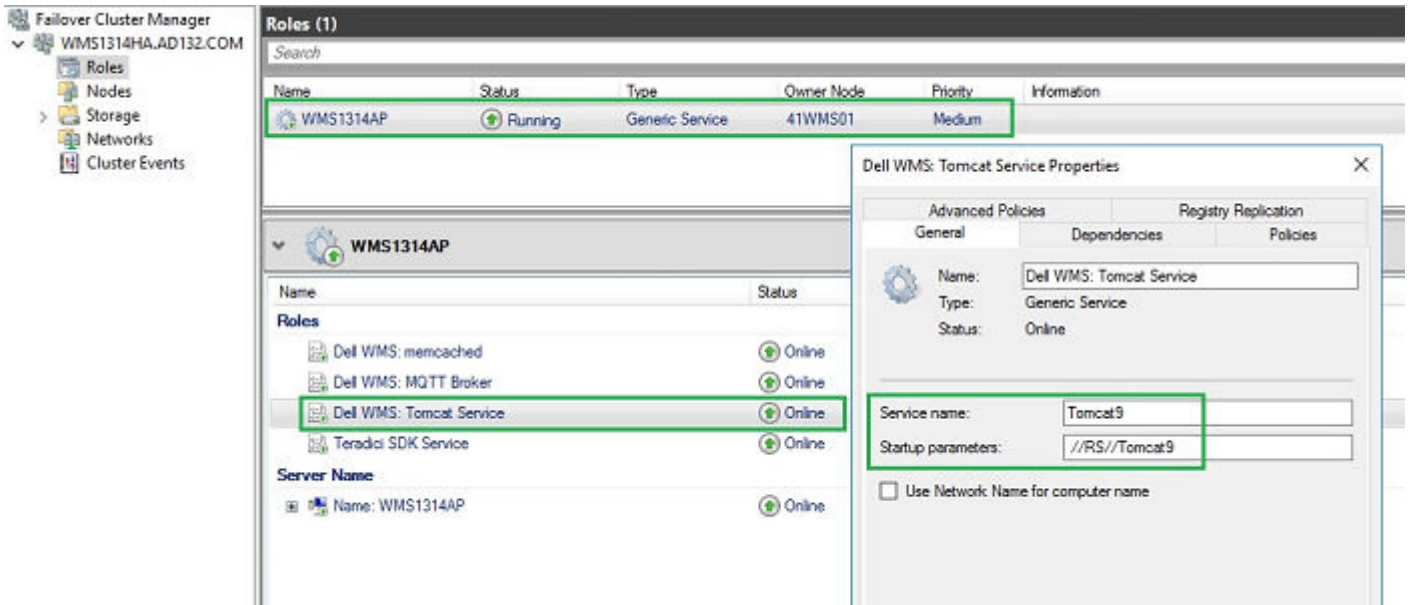 Failover Cluster Manager
WMS1314HA.AD132.COM
Roles
Nodes
Storage
Networks
Cluster Events
Roles (1)
Search
Name Status Type Owner Node Priority Information
WMS1314AP Running Generic Service 41WMS01 Medium
WMS1314AP
Name Status
Roles
Dell WMS: memcached Online
Dell WMS: MQTT Broker Online
Dell WMS: Tomcat Service Online
Teradici SDK Service Online
Server Name
Name: WMS1314AP Online
Dell WMS: Tomcat Service Properties
Advanced Policies Registry Replication
General Dependencies Policies
Name: Dell WMS: Tomcat Service
Type: Generic Service
Status: Online
Service name: Tomcat9
Startup parameters: //RS//Tomcat9
Use Network Name for computer name